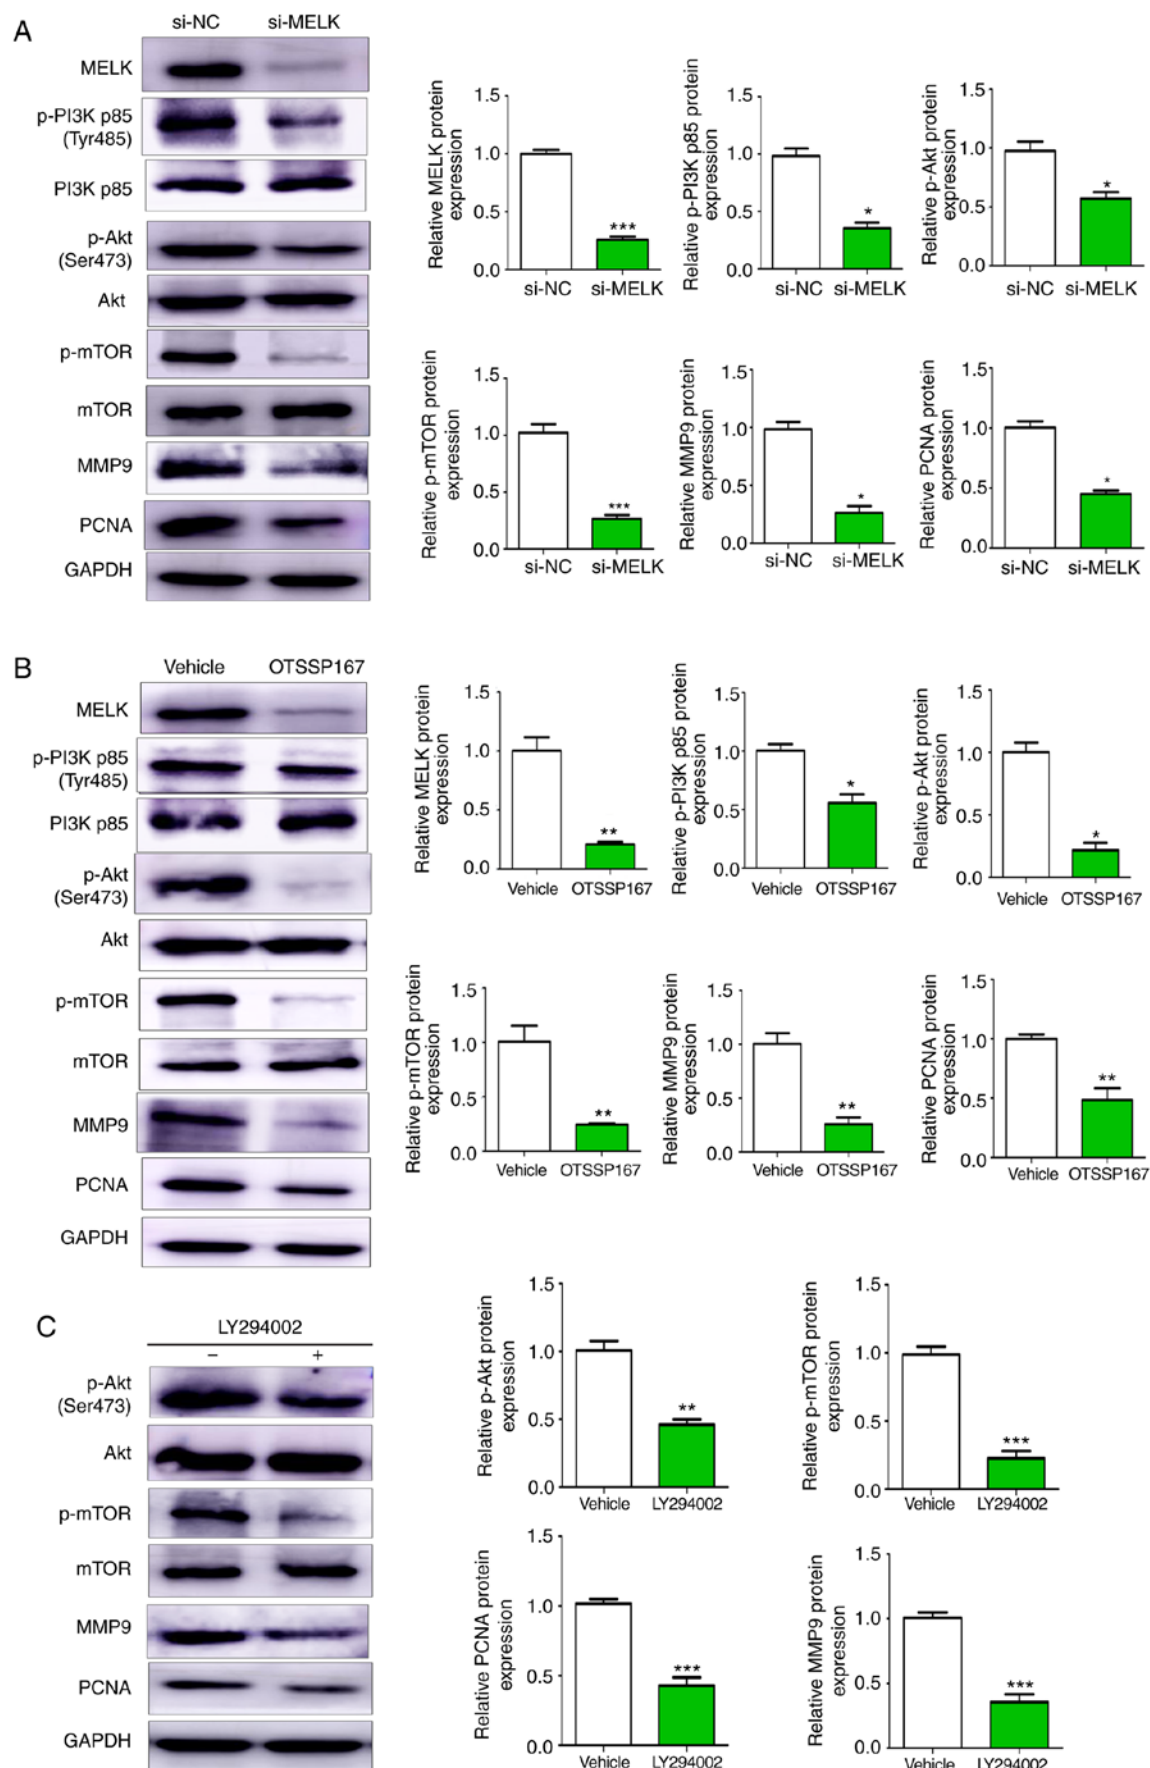 A
si-NC si-MELK
MELK
p-PI3K p85
(Tyr485)
PI3K p85
p-Akt
(Ser473)
Akt
p-mTOR
mTOR
MMP9
PCNA
GAPDH
Relative MELK protein
expression
1.5
1.0
0.5
0.0
***
si-NC si-MELK
Relative p-PI3K p85 protein
expression
1.5
1.0
0.5
0.0
*
si-NC si-MELK
Relative p-Akt protein
expression
1.5
1.0
0.5
0.0
*
si-NC si-MELK
Relative p-mTOR protein
expression
1.5
1.0
0.5
0.0
***
si-NC si-MELK
Relative MMP9 protein
expression
1.5
1.0
0.5
0.0
*
si-NC si-MELK
Relative PCNA protein
expression
1.5
1.0
0.5
0.0
*
si-NC si-MELK
B
Vehicle OTSSP167
MELK
p-PI3K p85
(Tyr485)
PI3K p85
p-Akt
(Ser473)
Akt
p-mTOR
mTOR
MMP9
PCNA
GAPDH
Relative MELK protein
expression
1.5
1.0
0.5
0.0
**
Vehicle OTSSP167
Relative p-PI3K p85 protein
expression
1.5
1.0
0.5
0.0
*
Vehicle OTSSP167
Relative p-Akt protein
expression
1.5
1.0
0.5
0.0
*
Vehicle OTSSP167
Relative p-mTOR protein
expression
1.5
1.0
0.5
0.0
**
Vehicle OTSSP167
Relative MMP9 protein
expression
1.5
1.0
0.5
0.0
**
Vehicle OTSSP167
Relative PCNA protein
expression
1.5
1.0
0.5
0.0
**
Vehicle OTSSP167
C
LY294002
− +
p-Akt
(Ser473)
Akt
p-mTOR
mTOR
MMP9
PCNA
GAPDH
Relative p-Akt protein
expression
1.5
1.0
0.5
0.0
**
Vehicle LY294002
Relative p-mTOR protein
expression
1.5
1.0
0.5
0.0
***
Vehicle LY294002
Relative PCNA protein
expression
1.5
1.0
0.5
0.0
***
Vehicle LY294002
Relative MMP9 protein
expression
1.5
1.0
0.5
0.0
***
Vehicle LY294002